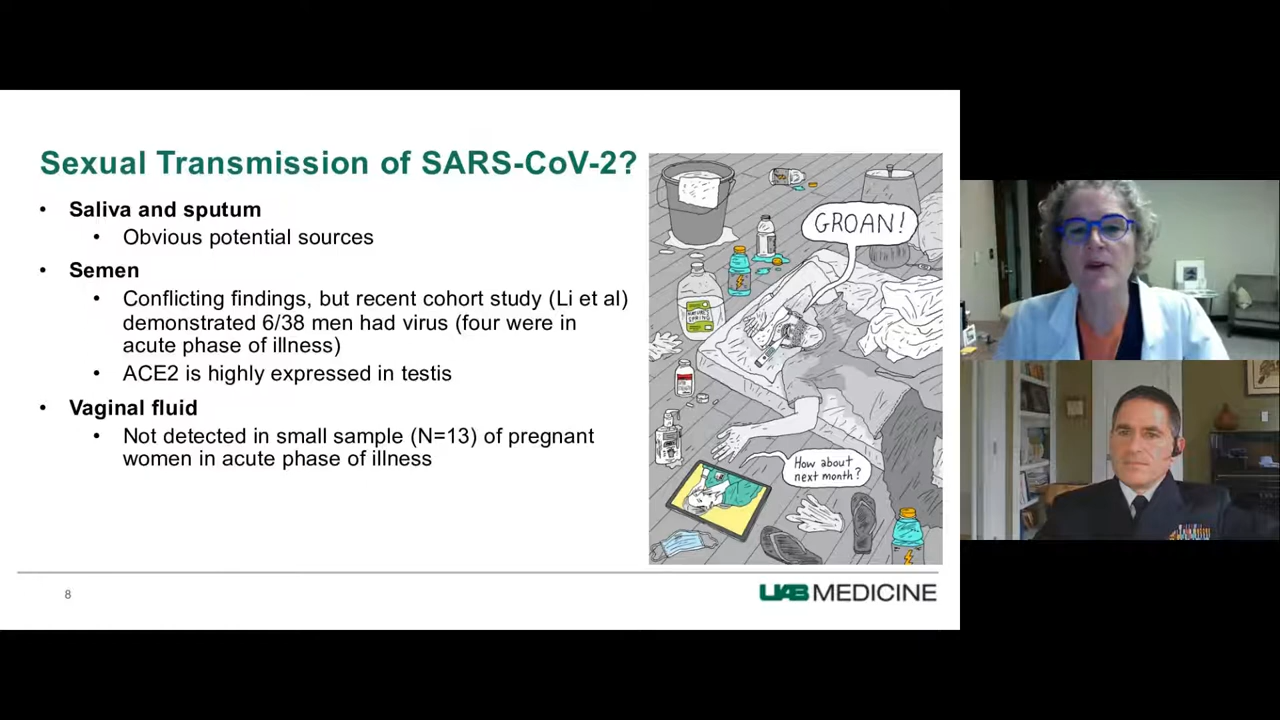 Sexual Transmission of SARS-CoV-2?
• Saliva and sputum
• Obvious potential sources
• Semen
• Conflicting findings, but recent cohort study (Li et al)
demonstrated 6/38 men had virus (four were in
acute phase of illness)
• ACE2 is highly expressed in testis
• Vaginal fluid
• Not detected in small sample (N=13) of pregnant
women in acute phase of illness
GROAN!
How about
next month?
8
UAB MEDICINE